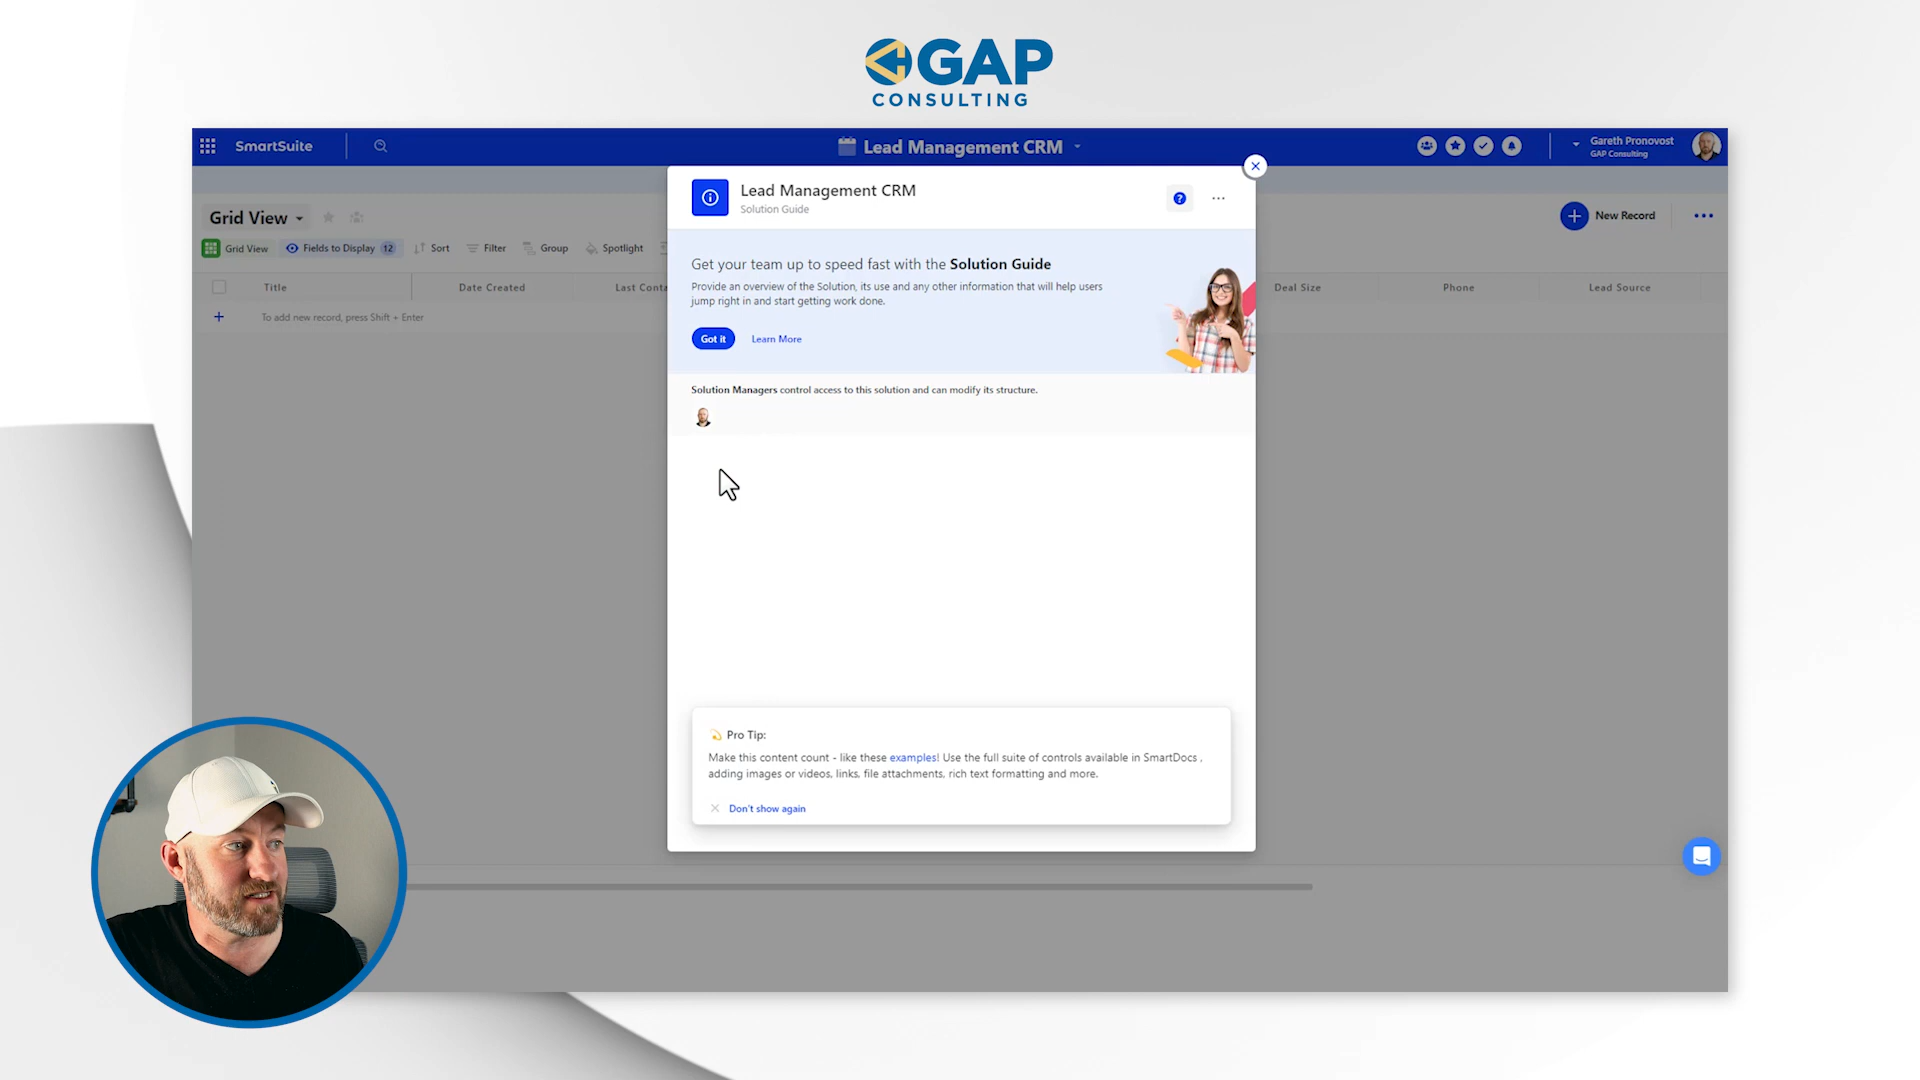 GAP
CONSULTING
SmartSuite
Lead Management CRM
Gareth Pronovost
GAP Consulting
Lead Management CRM
Solution Guide
?
Grid View
New Record
Grid View
Fields to Display 12
Sort
Filter
Group
Spotlight
Get your team up to speed fast with the Solution Guide
Provide an overview of the Solution, its use and any other information that will help users
jump right in and start getting work done.
Got it
Learn More
Title
Date Created
Last Conta
Deal Size
Phone
Lead Source
To add new record, press Shift + Enter
Solution Managers control access to this solution and can modify its structure.
Pro Tip:
Make this content count - like these examples! Use the full suite of controls available in SmartDocs ,
adding images or videos, links, file attachments, rich text formatting and more.
Don't show again